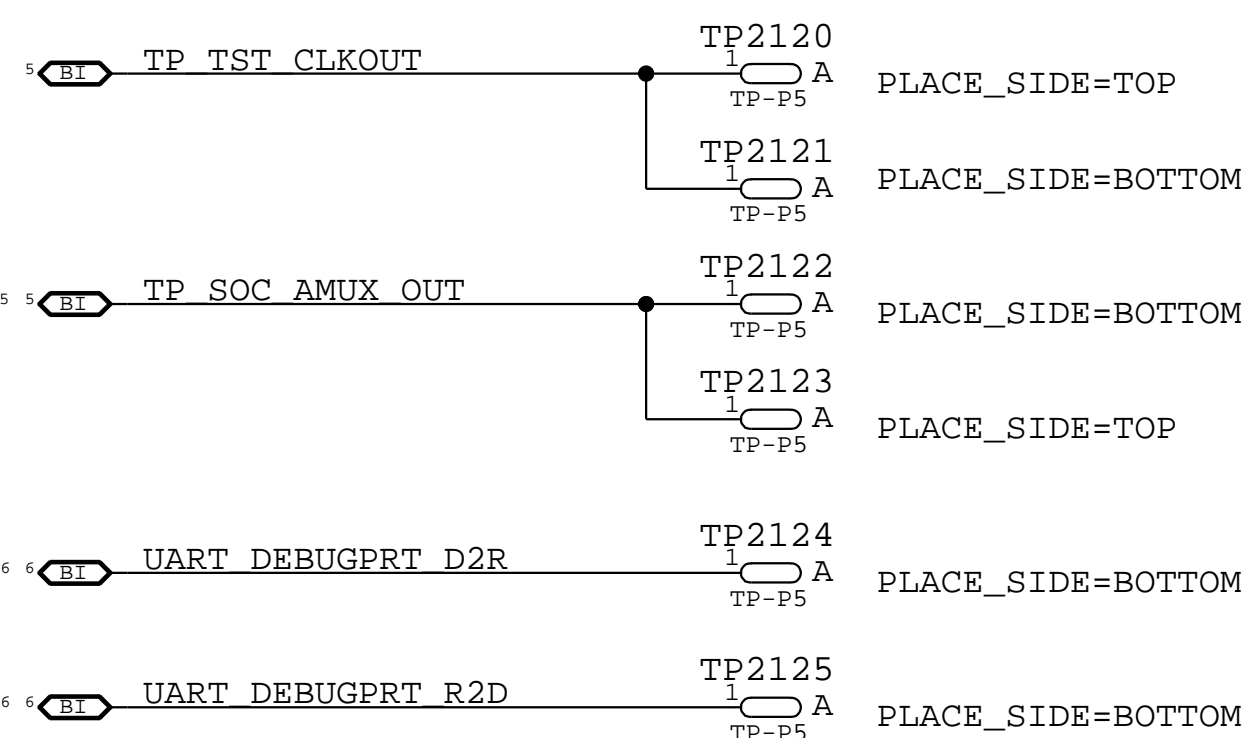 TP2120
5 BI TP_TST_CLKOUT 1 A PLACE_SIDE=TOP
TP-P5
TP2121
1 A PLACE_SIDE=BOTTOM
TP-P5
TP2122
5 5 BI TP_SOC_AMUX_OUT 1 A PLACE_SIDE=BOTTOM
TP-P5
TP2123
1 A PLACE_SIDE=TOP
TP-P5
TP2124
6 6 BI UART_DEBUGPRT_D2R 1 A PLACE_SIDE=BOTTOM
TP-P5
TP2125
6 6 BI UART_DEBUGPRT_R2D 1 A PLACE_SIDE=BOTTOM
TP-P5